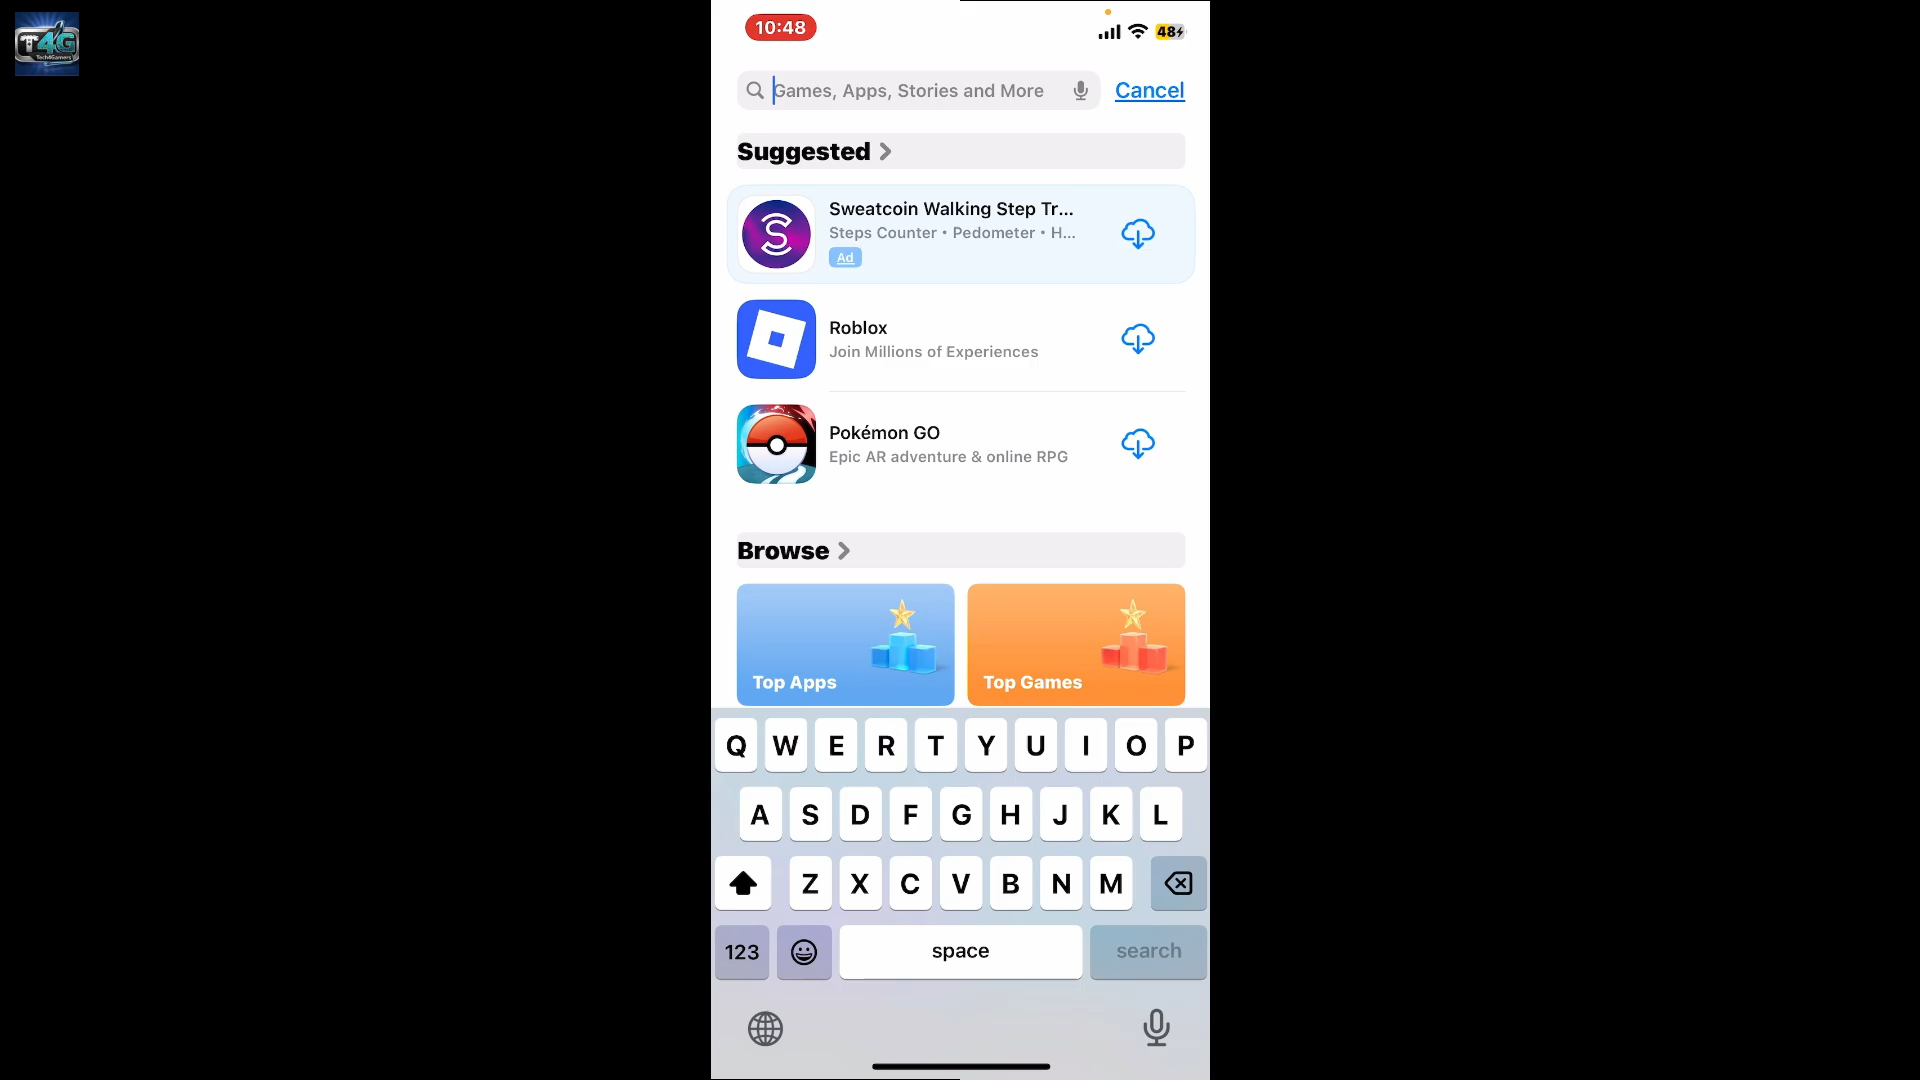 T4G
Tech4Gamers
10:48
48
Games, Apps, Stories and More
Cancel
Suggested
Sweatcoin Walking Step Tr...
Steps Counter • Pedometer • H...
Ad
Roblox
Join Millions of Experiences
Pokémon GO
Epic AR adventure & online RPG
Browse
Top Apps
Top Games
Q W E R T Y U I O P
A S D F G H J K L
Z X C V B N M
123
space
search